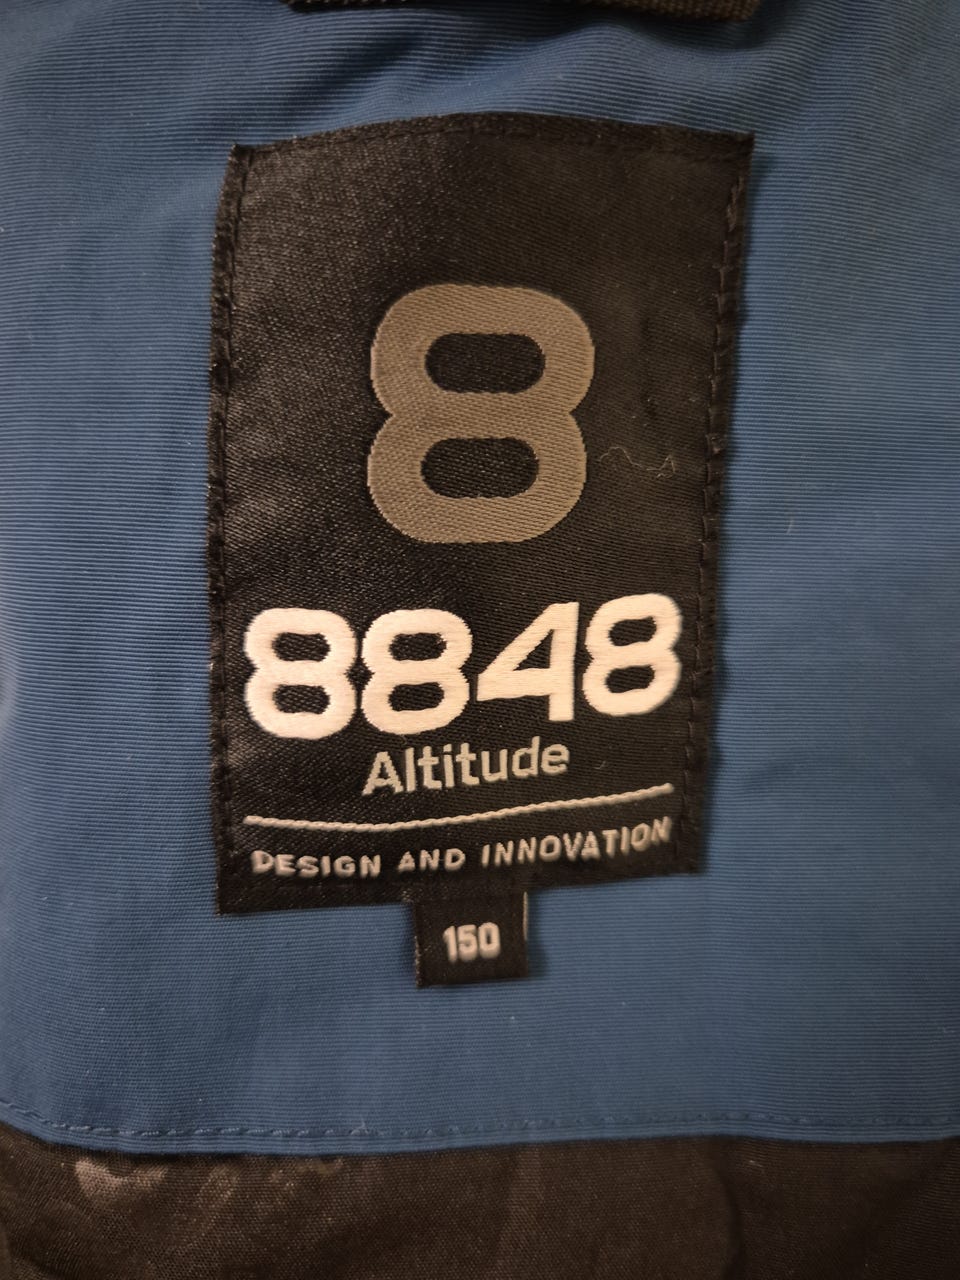 8
8848
Altitude
DESIGN AND INNOVATION
150